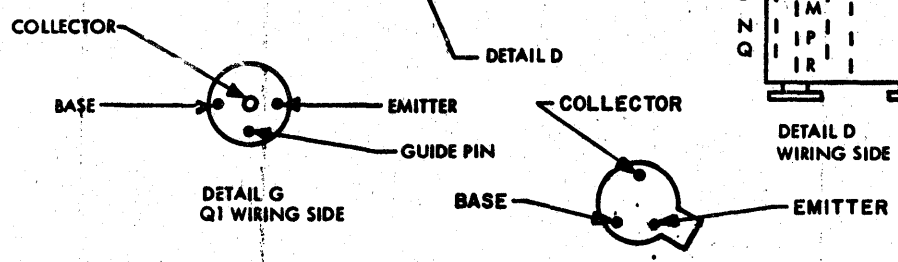 COLLECTOR
BASE
EMITTER
GUIDE PIN
DETAIL G
Q1 WIRING SIDE
DETAIL D
COLLECTOR
BASE
EMITTER
N
Q
M
P
R
DETAIL D
WIRING SIDE